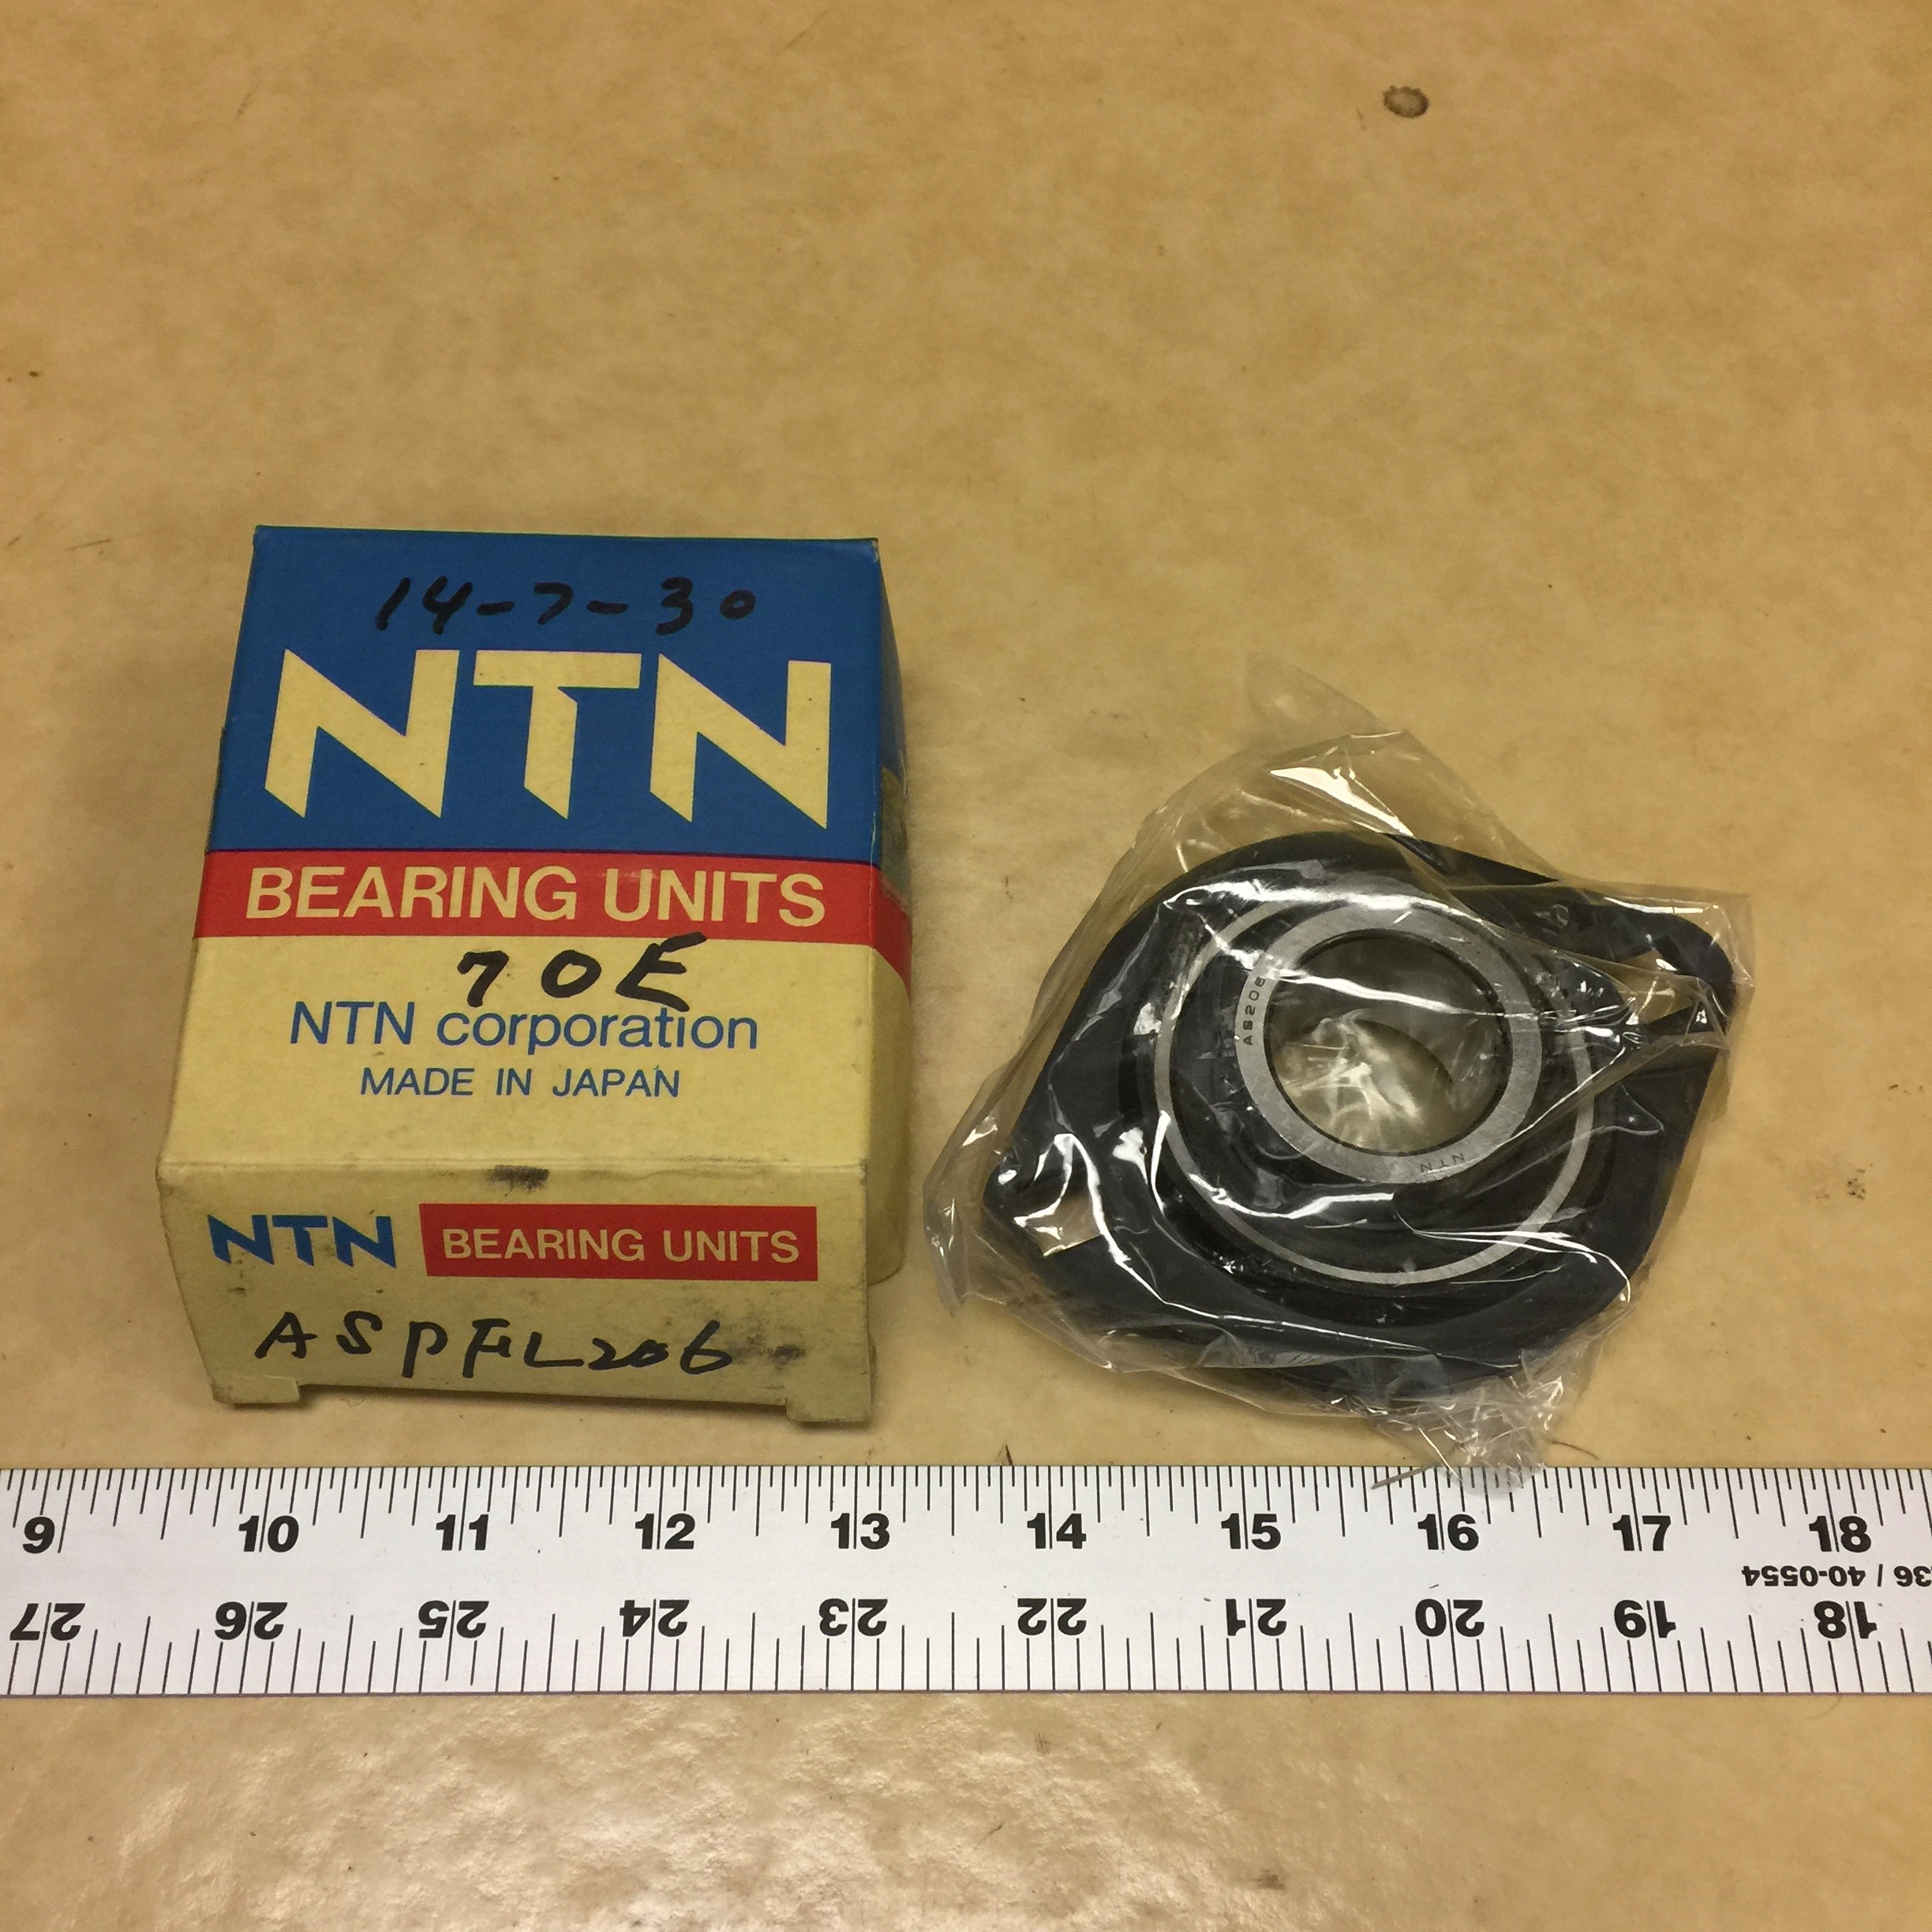 14-7-30
NTN
BEARING UNITS
70E
NTN corporation
MADE IN JAPAN
NTN BEARING UNITS
ASPFL206
AS206
NTN
9 10 11 12 13 14 15 16 17 18
36 / 40-0554
27 26 25 24 23 22 21 20 19 18